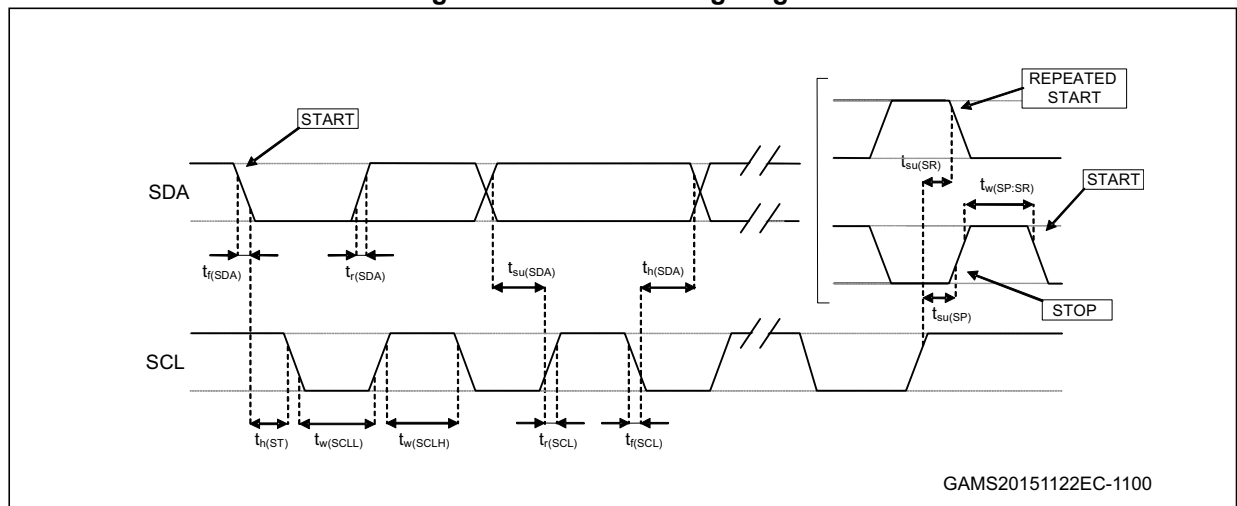 REPEATED
START
START
t_su(SR)
t_w(SP:SR)
START
SDA
t_f(SDA)
t_r(SDA)
t_su(SDA)
t_h(SDA)
t_su(SP)
STOP
SCL
t_h(ST)
t_w(SCLL)
t_w(SCLH)
t_r(SCL)
t_f(SCL)
GAMS20151122EC-1100